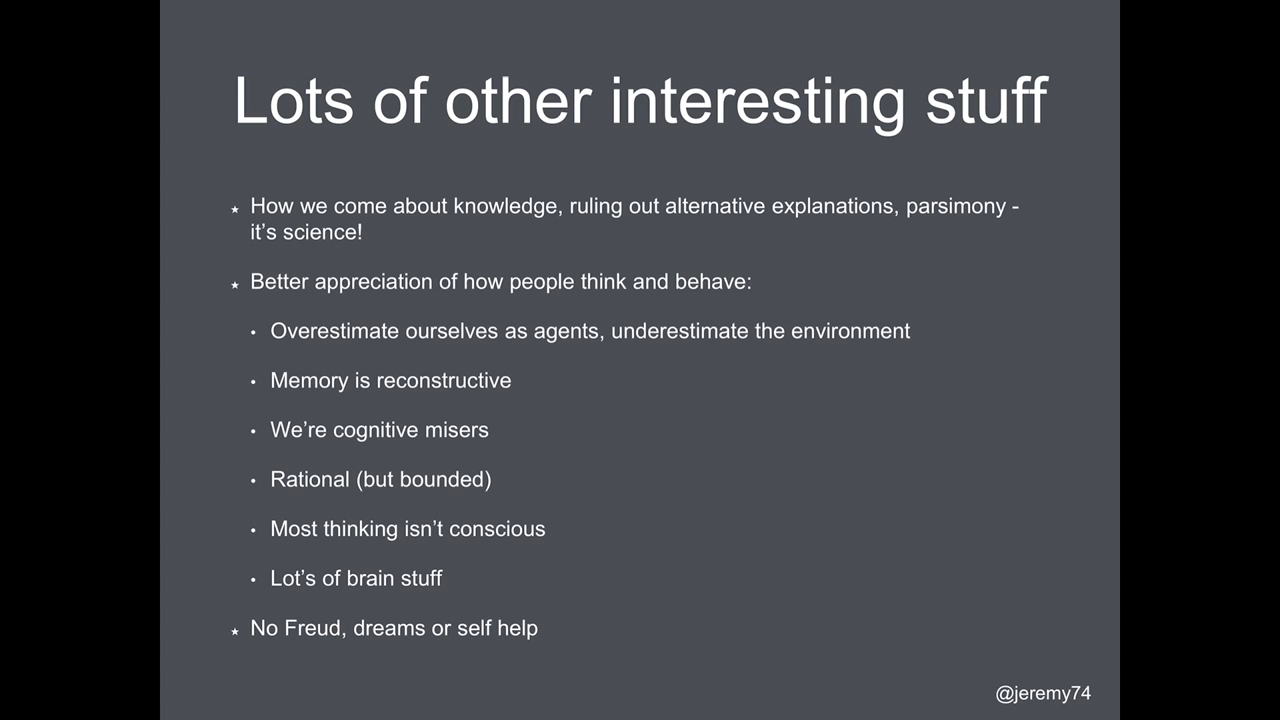 Lots of other interesting stuff
★ How we come about knowledge, ruling out alternative explanations, parsimony -
it's science!
★ Better appreciation of how people think and behave:
• Overestimate ourselves as agents, underestimate the environment
• Memory is reconstructive
• We're cognitive misers
• Rational (but bounded)
• Most thinking isn't conscious
• Lot's of brain stuff
★ No Freud, dreams or self help
@jeremy74